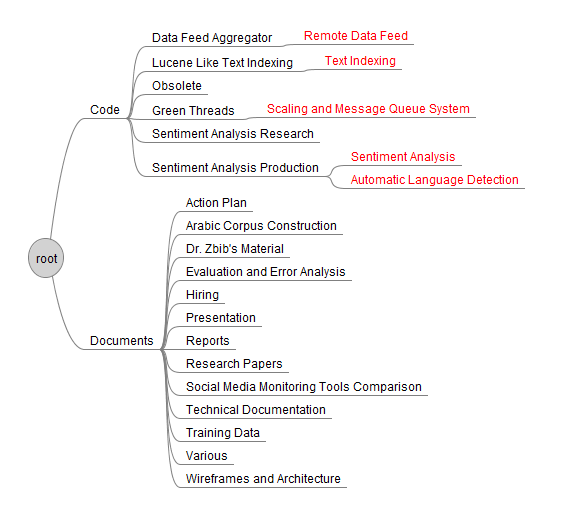 root
Code
Data Feed Aggregator
Remote Data Feed
Lucene Like Text Indexing
Text Indexing
Obsolete
Green Threads
Scaling and Message Queue System
Sentiment Analysis Research
Sentiment Analysis Production
Sentiment Analysis
Automatic Language Detection
Documents
Action Plan
Arabic Corpus Construction
Dr. Zbib's Material
Evaluation and Error Analysis
Hiring
Presentation
Reports
Research Papers
Social Media Monitoring Tools Comparison
Technical Documentation
Training Data
Various
Wireframes and Architecture